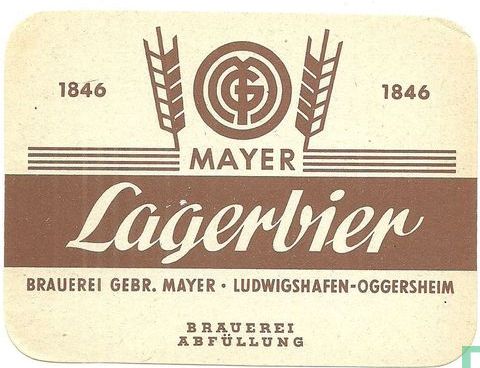 1846 1846
MAYER
Lagerbier
BRAUEREI GEBR. MAYER · LUDWIGSHAFEN-OGGERSHEIM
BRAUEREI
ABFÜLLUNG